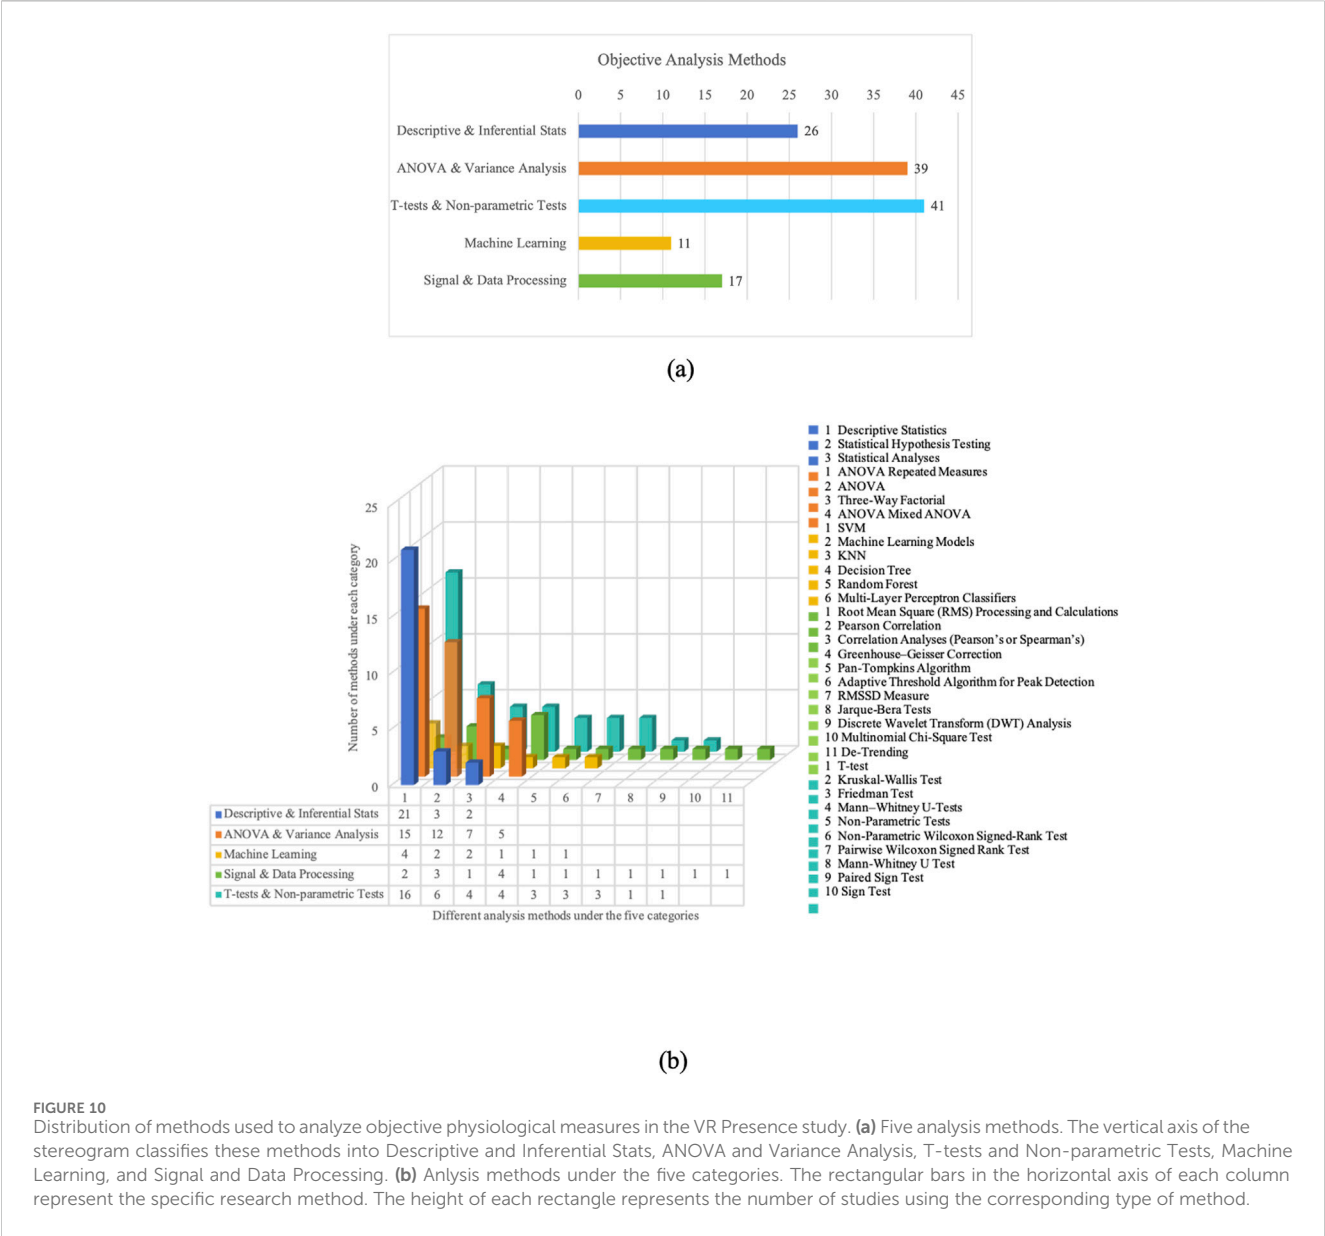 Objective Analysis Methods
0 5 10 15 20 25 30 35 40 45
Descriptive & Inferential Stats 26
ANOVA & Variance Analysis 39
T-tests & Non-parametric Tests 41
Machine Learning 11
Signal & Data Processing 17
(a)
Number of methods under each category
25
20
15
10
5
0
1 2 3 4 5 6 7 8 9 10 11
Descriptive & Inferential Stats 21 3 2
ANOVA & Variance Analysis 15 12 7 5
Machine Learning 4 2 2 1 1 1
Signal & Data Processing 2 3 1 4 1 1 1 1 1 1 1
T-tests & Non-parametric Tests 16 6 4 4 3 3 3 1 1
Different analysis methods under the five categories
1 Descriptive Statistics
2 Statistical Hypothesis Testing
3 Statistical Analyses
1 ANOVA Repeated Measures
2 ANOVA
3 Three-Way Factorial
4 ANOVA Mixed ANOVA
1 SVM
2 Machine Learning Models
3 KNN
4 Decision Tree
5 Random Forest
6 Multi-Layer Perceptron Classifiers
1 Root Mean Square (RMS) Processing and Calculations
2 Pearson Correlation
3 Correlation Analyses (Pearson's or Spearman's)
4 Greenhouse–Geisser Correction
5 Pan-Tompkins Algorithm
6 Adaptive Threshold Algorithm for Peak Detection
7 RMSSD Measure
8 Jarque-Bera Tests
9 Discrete Wavelet Transform (DWT) Analysis
10 Multinomial Chi-Square Test
11 De-Trending
1 T-test
2 Kruskal-Wallis Test
3 Friedman Test
4 Mann–Whitney U-Tests
5 Non-Parametric Tests
6 Non-Parametric Wilcoxon Signed-Rank Test
7 Pairwise Wilcoxon Signed Rank Test
8 Mann-Whitney U Test
9 Paired Sign Test
10 Sign Test
(b)
FIGURE 10
Distribution of methods used to analyze objective physiological measures in the VR Presence study. (a) Five analysis methods. The vertical axis of the
stereogram classifies these methods into Descriptive and Inferential Stats, ANOVA and Variance Analysis, T-tests and Non-parametric Tests, Machine
Learning, and Signal and Data Processing. (b) Anlysis methods under the five categories. The rectangular bars in the horizontal axis of each column
represent the specific research method. The height of each rectangle represents the number of studies using the corresponding type of method.